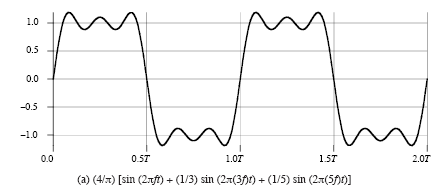 1.0
0.5
0.0
−0.5
−1.0
0.0 0.5T 1.0T 1.5T 2.0T
(a) (4/π) [sin (2πft) + (1/3) sin (2π(3f)t) + (1/5) sin (2π(5f)t)]